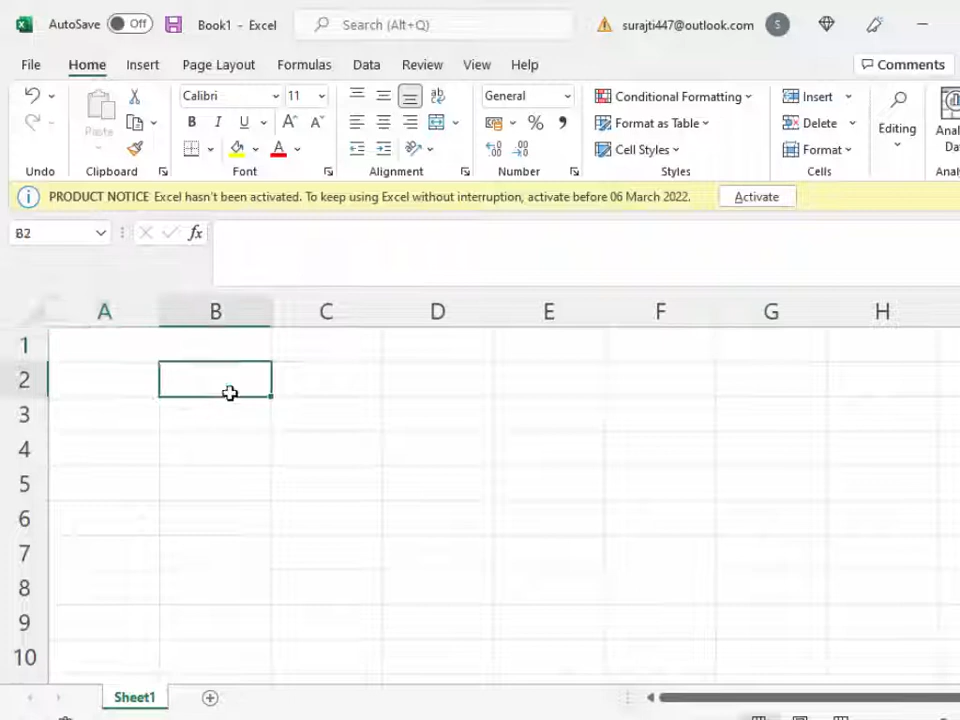 AutoSave Off Book1 - Excel Search (Alt+Q) surajti447@outlook.com S
File Home Insert Page Layout Formulas Data Review View Help Comments
Calibri 11 General Conditional Formatting Insert
Paste Format as Table Delete Editing
Cell Styles Format
Undo Clipboard Font Alignment Number Styles Cells
PRODUCT NOTICE Excel hasn't been activated. To keep using Excel without interruption, activate before 06 March 2022. Activate
B2 fx
A B C D E F G H
1
2
3
4
5
6
7
8
9
10
Sheet1